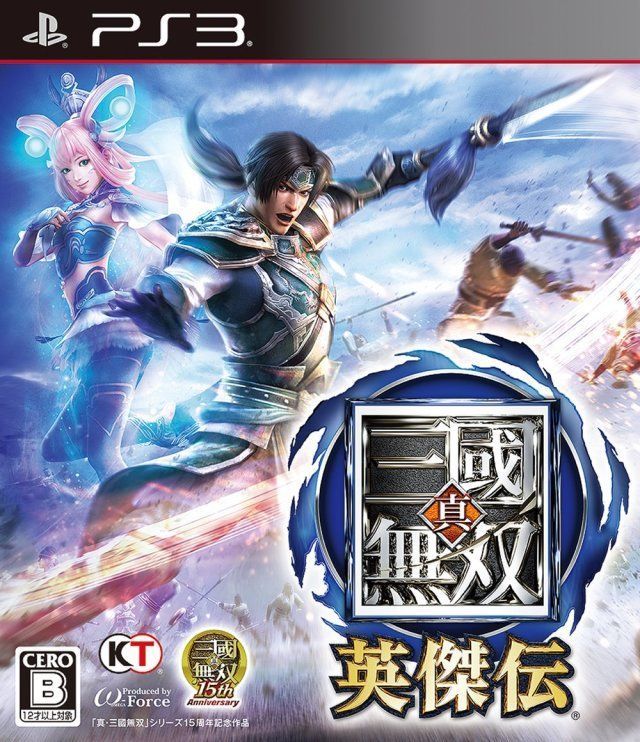 PS3
三國
真
無双
英傑伝
®
CERO
B
12才以上対象
KT
®
Produced by
ω-Force
OMEGA
三國
真
無双
15th
Anniversary
「真・三國無双」シリーズ15周年記念作品